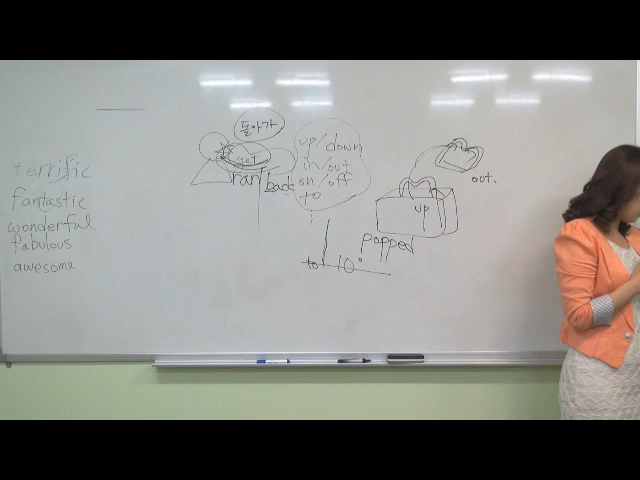 terrific
fantastic
wonderful
fabulous
awesome
돌아가
get
ran back
up/down
in/out
on/off
to
out.
up
popped
to 10°